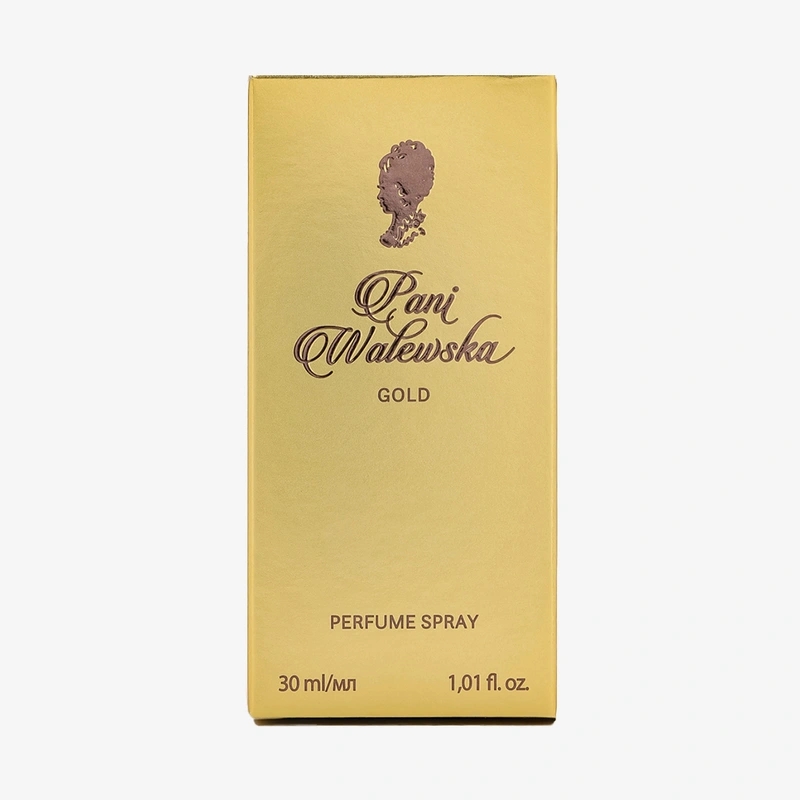 Pani
Walewska
GOLD
PERFUME SPRAY
30 ml/мл 1,01 fl. oz.